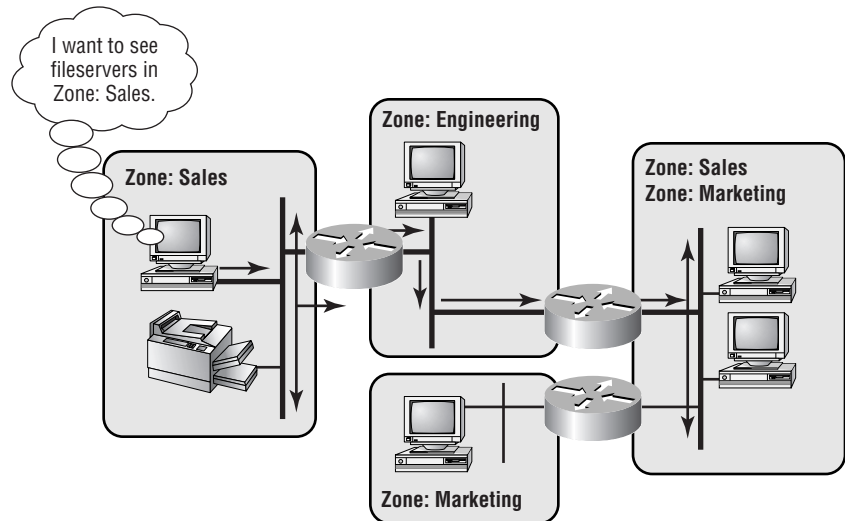 I want to see
fileservers in
Zone: Sales.
Zone: Engineering
Zone: Sales
Zone: Sales
Zone: Marketing
Zone: Marketing